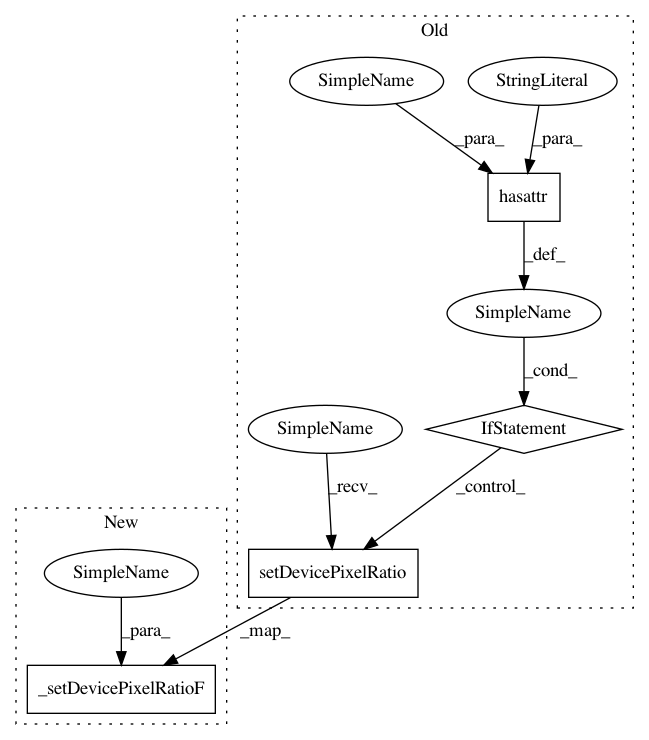 Old
SimpleName
StringLiteral
_para_
_para_
hasattr
_def_
SimpleName
_cond_
SimpleName
IfStatement
_recv_
_control_
New
SimpleName
setDevicePixelRatio
_para_
_map_
_setDevicePixelRatioF